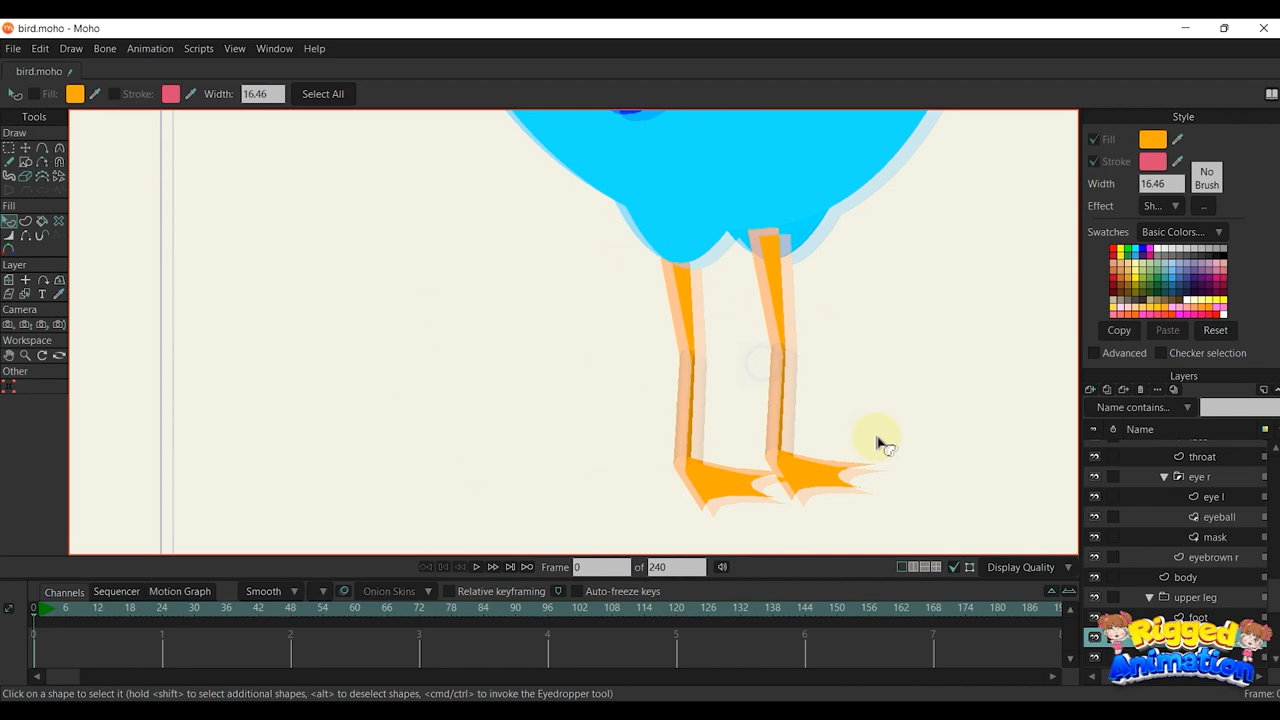 bird.moho - Moho
File Edit Draw Bone Animation Scripts View Window Help
bird.moho
Fill: Stroke: Width: 16.46 Select All
Tools
Draw
Fill
Layer
Camera
Workspace
Other
Style
Fill
Stroke
Width 16.46 No Brush
Effect Sh... ...
Swatches Basic Colors...
Copy Paste Reset
Advanced Checker selection
Layers
Name contains...
Name
throat
eye r
eye l
eyeball
mask
eyebrown r
body
upper leg
foot
Frame 0 of 240 Display Quality
Channels Sequencer Motion Graph Smooth Onion Skins Relative keyframing Auto-freeze keys
0 6 12 18 24 30 36 42 48 54 60 66 72 78 84 90 96 102 108 114 120 126 132 138 144 150 156 162 168 174 180 186 19
0 1 2 3 4 5 6 7 8
Rigged
Animation
Click on a shape to select it (hold <shift> to select additional shapes, <alt> to deselect shapes, <cmd/ctrl> to invoke the Eyedropper tool) Frame: 0